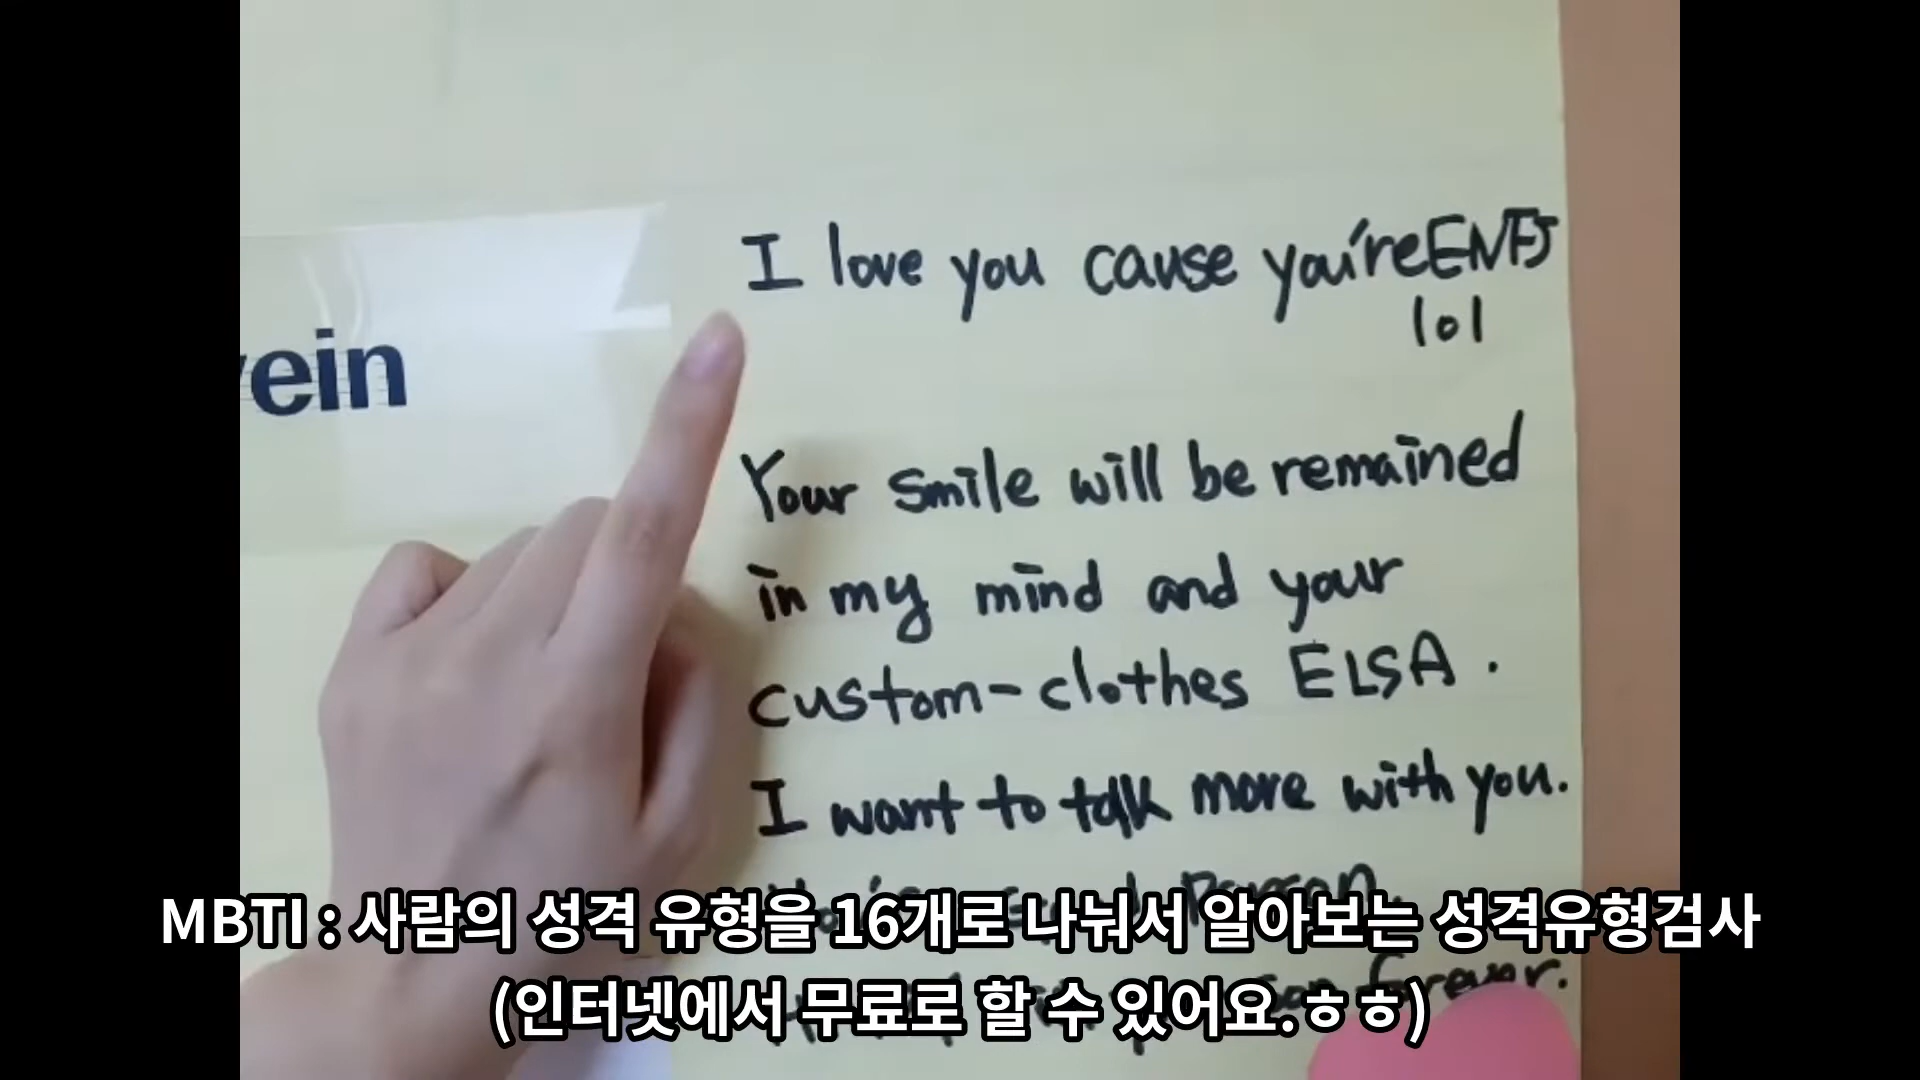 ein
I love you cause you're ENFJ
lol
Your smile will be remained
in my mind and your
custom-clothes ELSA.
I want to talk more with you.
forever.
MBTI : 사람의 성격 유형을 16개로 나눠서 알아보는 성격유형검사
(인터넷에서 무료로 할 수 있어요.ㅎㅎ)